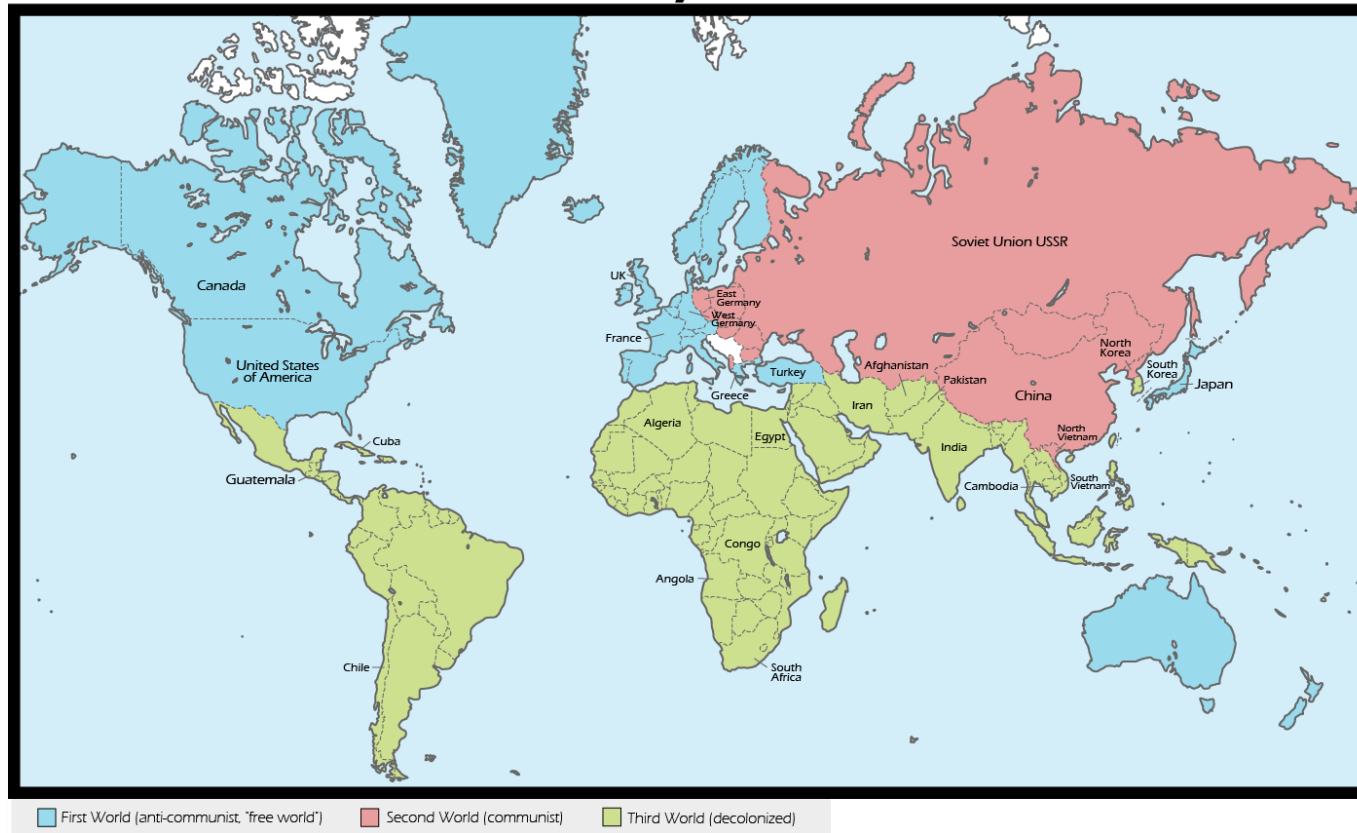 Canada
United States
of America
Cuba
Guatemala
Chile
UK
France
East
Germany
West
Germany
Greece
Turkey
Soviet Union USSR
Afghanistan
Pakistan
Iran
India
China
North
Korea
South
Korea
Japan
North
Vietnam
South
Vietnam
Cambodia
Algeria
Egypt
Congo
Angola
South
Africa
First World (anti-communist, "free world")
Second World (communist)
Third World (decolonized)